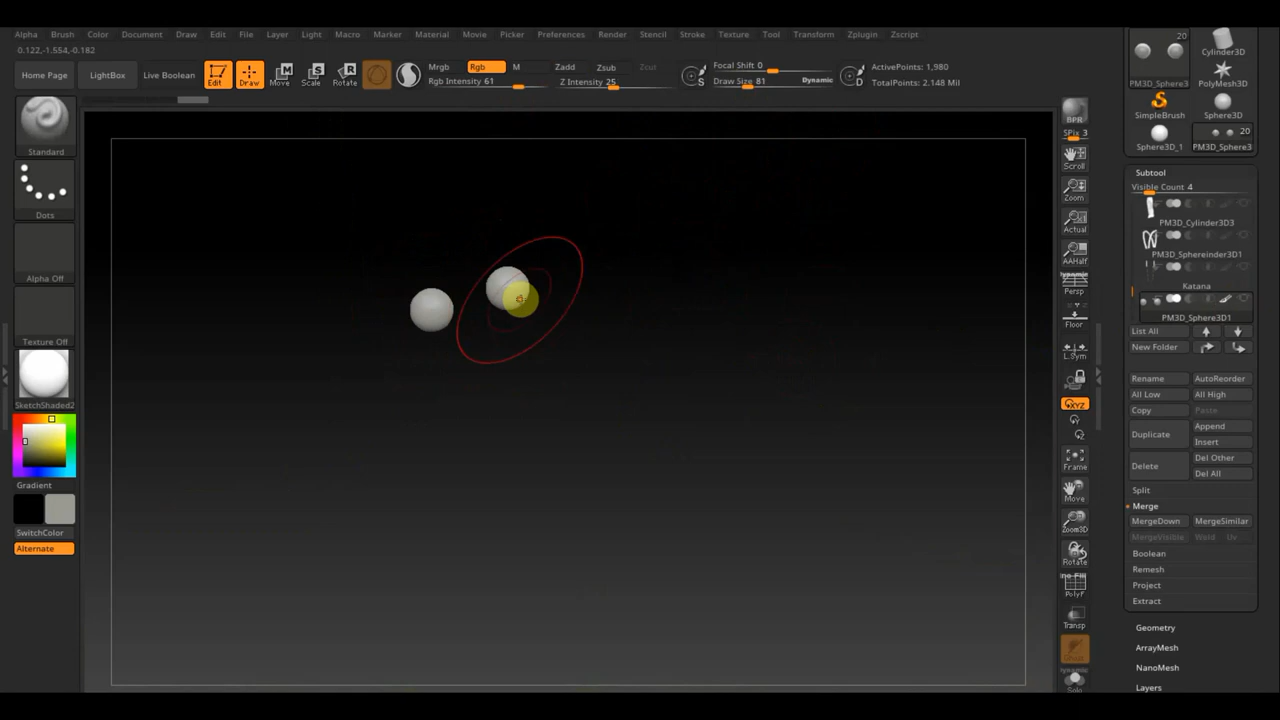 Alpha Brush Color Document Draw Edit File Layer Light Macro Marker Material Movie Picker Preferences Render Stencil Stroke Texture Tool Transform Zplugin Zscript
0.122,-1.554,-0.182
Home Page
LightBox
Live Boolean
Edit
Draw
Move
Scale
Rotate
Mrgb
Rgb
M
Zadd
Zsub
Zcut
Rgb Intensity 61
Z Intensity 25
S
Focal Shift 0
Draw Size 81
Dynamic
D
ActivePoints: 1,980
TotalPoints: 2.148 Mil
Standard
Dots
Alpha Off
Texture Off
SketchShaded2
Gradient
SwitchColor
Alternate
BPR
SPix 3
Scroll
Zoom
Actual
AAHalf
Dynamic
Persp
Floor
L.Sym
XYZ
Frame
Move
Zoom3D
Rotate
PolyF
Transp
Dynamic
Solo
20
PM3D_Sphere3
Cylinder3D
PolyMesh3D
SimpleBrush
Sphere3D
Sphere3D_1
20
PM3D_Sphere3
Subtool
Visible Count 4
PM3D_Cylinder3D3
PM3D_Sphereinder3D1
Katana
PM3D_Sphere3D1
List All
New Folder
Rename
AutoReorder
All Low
All High
Copy
Paste
Duplicate
Append
Insert
Delete
Del Other
Del All
Split
Merge
MergeDown
MergeSimilar
MergeVisible
Weld
Uv
Boolean
Remesh
Project
Extract
Geometry
ArrayMesh
NanoMesh
Layers